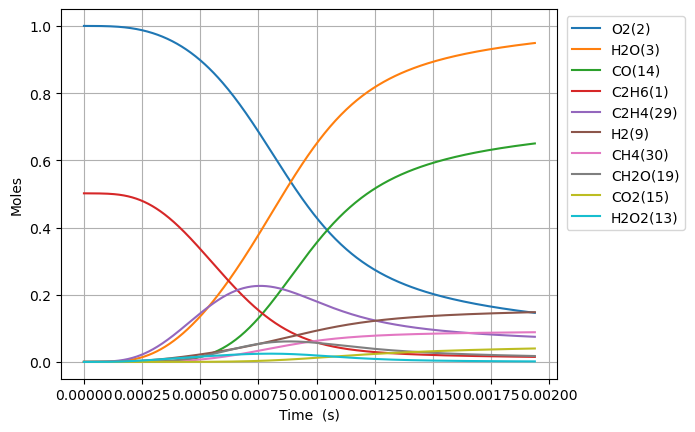 1.0
0.8
0.6
0.4
0.2
0.0
Moles
0.00000 0.00025 0.00050 0.00075 0.00100 0.00125 0.00150 0.00175 0.00200
Time (s)
O2(2)
H2O(3)
CO(14)
C2H6(1)
C2H4(29)
H2(9)
CH4(30)
CH2O(19)
CO2(15)
H2O2(13)